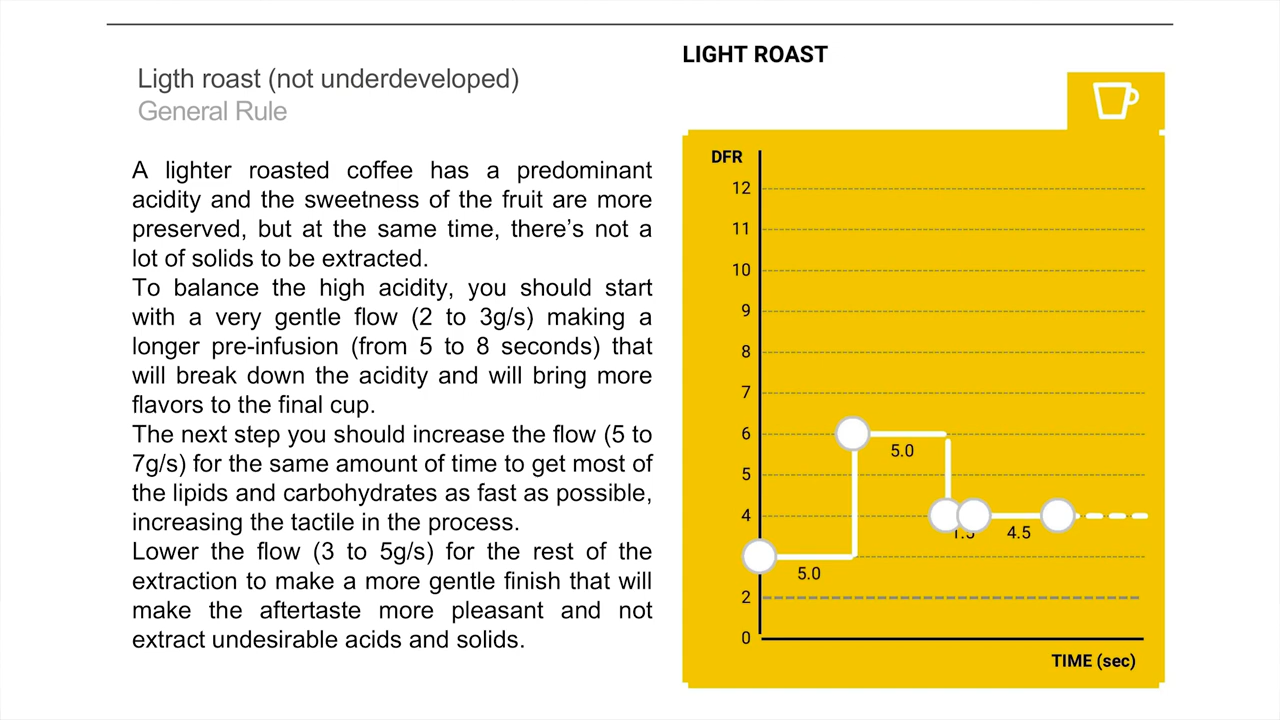 Ligth roast (not underdeveloped)
General Rule
A lighter roasted coffee has a predominant
acidity and the sweetness of the fruit are more
preserved, but at the same time, there’s not a
lot of solids to be extracted.
To balance the high acidity, you should start
with a very gentle flow (2 to 3g/s) making a
longer pre-infusion (from 5 to 8 seconds) that
will break down the acidity and will bring more
flavors to the final cup.
The next step you should increase the flow (5 to
7g/s) for the same amount of time to get most of
the lipids and carbohydrates as fast as possible,
increasing the tactile in the process.
Lower the flow (3 to 5g/s) for the rest of the
extraction to make a more gentle finish that will
make the aftertaste more pleasant and not
extract undesirable acids and solids.
LIGHT ROAST
DFR
12
11
10
9
8
7
6
5.0
5
4
4.5
5.0
2
0
TIME (sec)